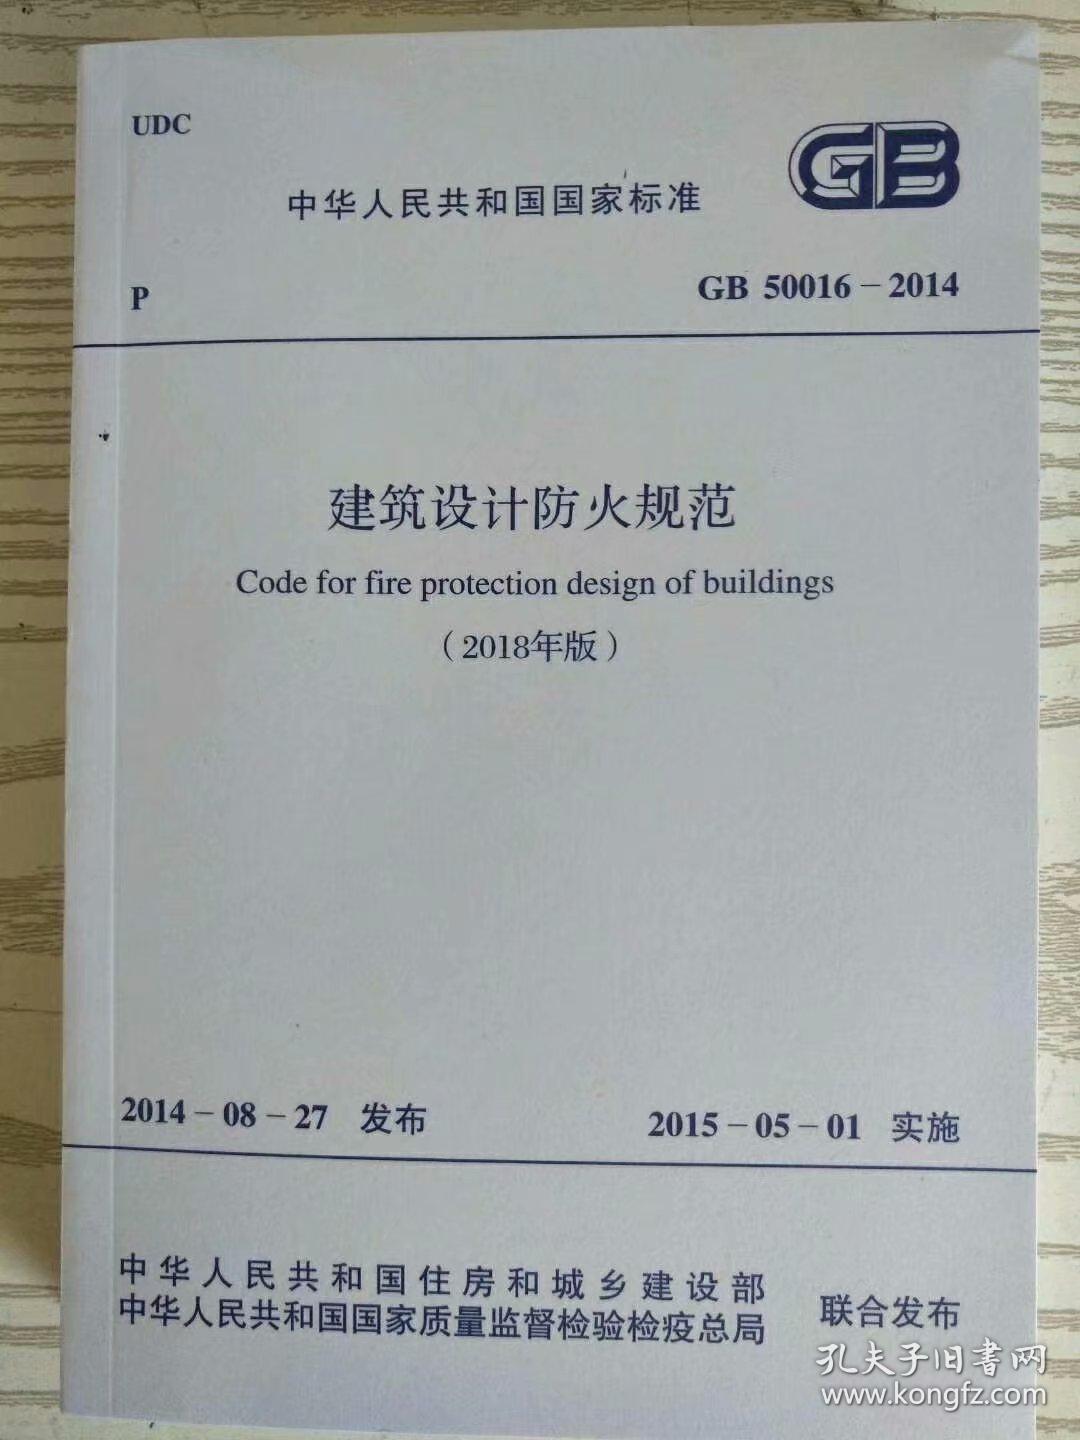 UDC
GB
中华人民共和国国家标准
P
GB 50016-2014
建筑设计防火规范
Code for fire protection design of buildings
（2018年版）
2014-08-27 发布
2015-05-01 实施
中华人民共和国住房和城乡建设部
中华人民共和国国家质量监督检验检疫总局
联合发布
孔夫子旧書网
www.kongfz.com